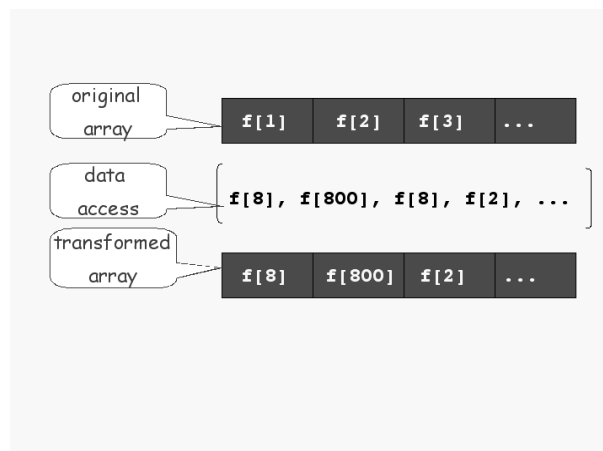 original
array
f[1] f[2] f[3] ...
data
access
f[8], f[800], f[8], f[2], ...
transformed
array
f[8] f[800] f[2] ...